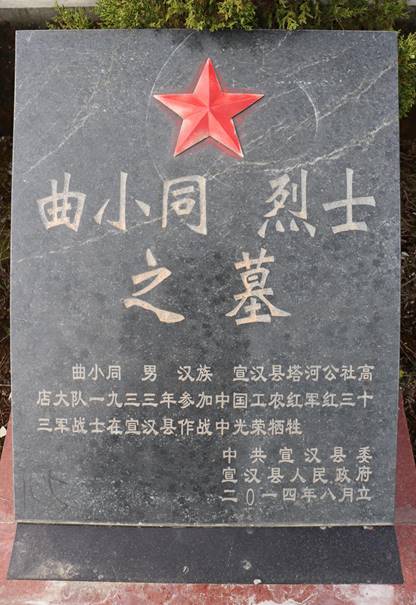 曲小同 烈士
之墓
曲小同 男 汉族 宣汉县塔河公社高
店大队一九三三年参加中国工农红军红三十
三军战士在宣汉县作战中光荣牺牲
中共宣汉县委
宣汉县人民政府
二〇一四年八月立